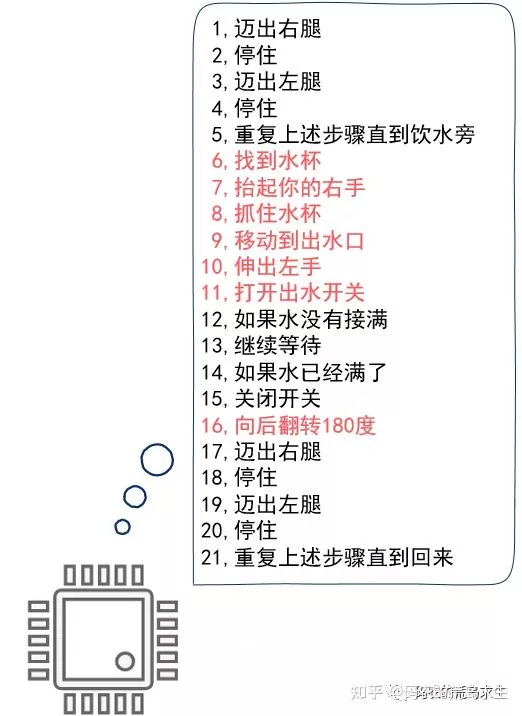 1,迈出右腿
2,停住
3,迈出左腿
4,停住
5,重复上述步骤直到饮水旁
6,找到水杯
7,抬起你的右手
8,抓住水杯
9,移动到出水口
10,伸出左手
11,打开出水开关
12,如果水没有接满
13,继续等待
14,如果水已经满了
15,关闭开关
16,向后翻转180度
17,迈出右腿
18,停住
19,迈出左腿
20,停住
21,重复上述步骤直到回来
知乎
的荒岛求生